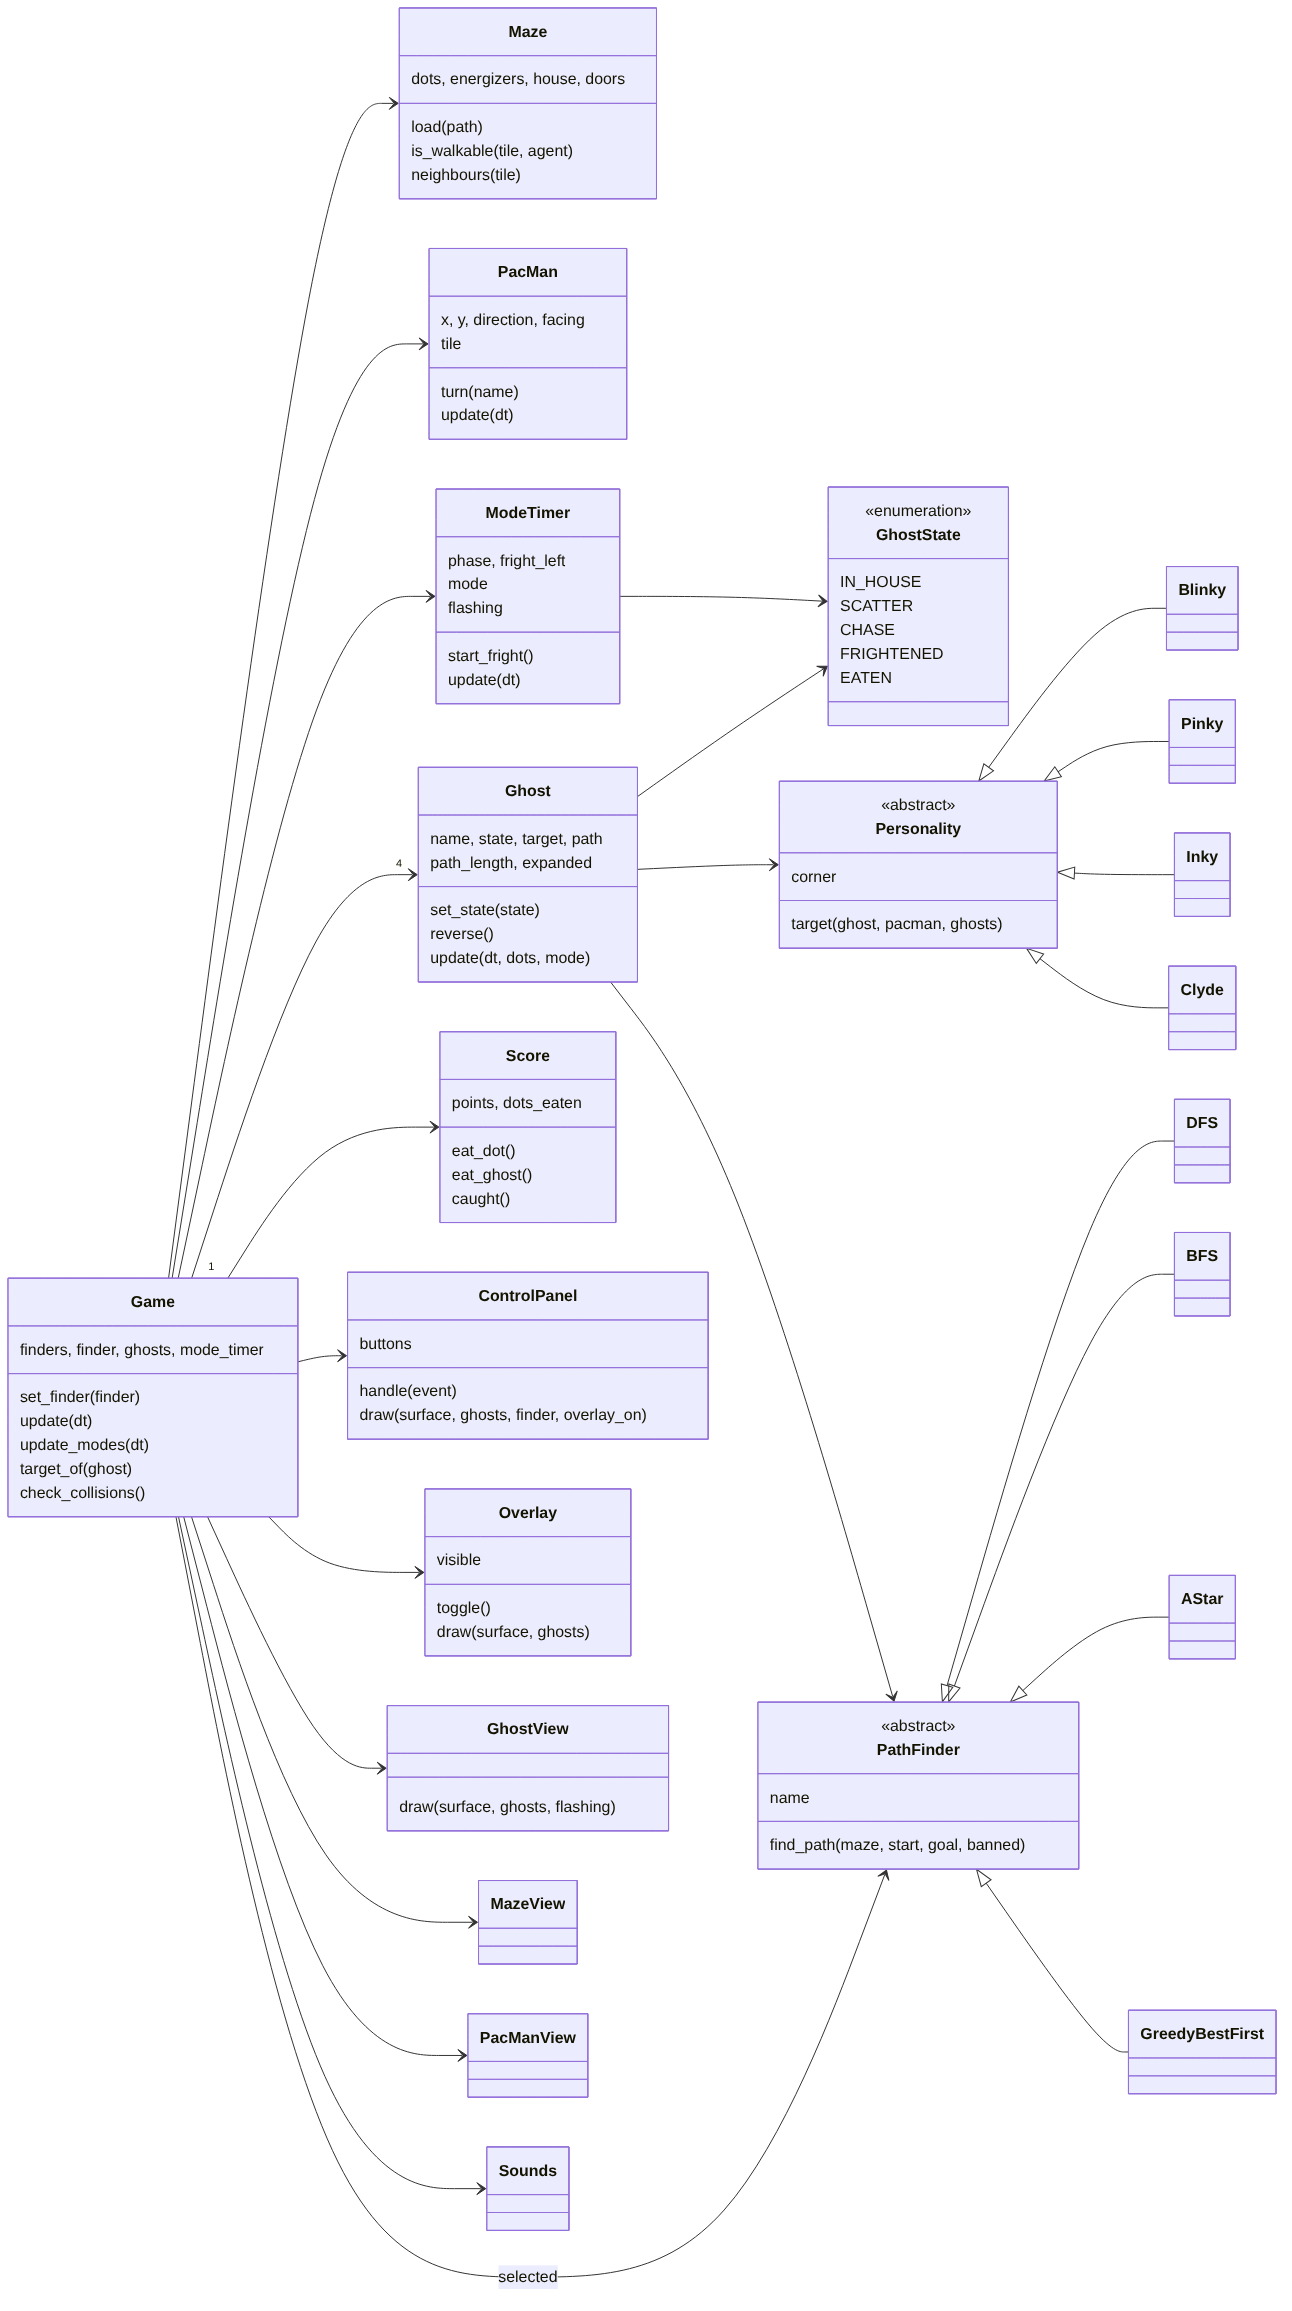 Maze
dots, energizers, house, doors
load(path)
is_walkable(tile, agent)
neighbours(tile)
PacMan
x, y, direction, facing
tile
turn(name)
update(dt)
ModeTimer
phase, fright_left
mode
flashing
start_fright()
update(dt)
«enumeration»
GhostState
IN_HOUSE
SCATTER
CHASE
FRIGHTENED
EATEN
Blinky
Pinky
Inky
Clyde
«abstract»
Personality
corner
target(ghost, pacman, ghosts)
4
Ghost
name, state, target, path
path_length, expanded
set_state(state)
reverse()
update(dt, dots, mode)
Score
points, dots_eaten
eat_dot()
eat_ghost()
caught()
1
Game
finders, finder, ghosts, mode_timer
set_finder(finder)
update(dt)
update_modes(dt)
target_of(ghost)
check_collisions()
ControlPanel
buttons
handle(event)
draw(surface, ghosts, finder, overlay_on)
Overlay
visible
toggle()
draw(surface, ghosts)
GhostView
draw(surface, ghosts, flashing)
MazeView
PacManView
Sounds
selected
DFS
BFS
AStar
«abstract»
PathFinder
name
find_path(maze, start, goal, banned)
GreedyBestFirst